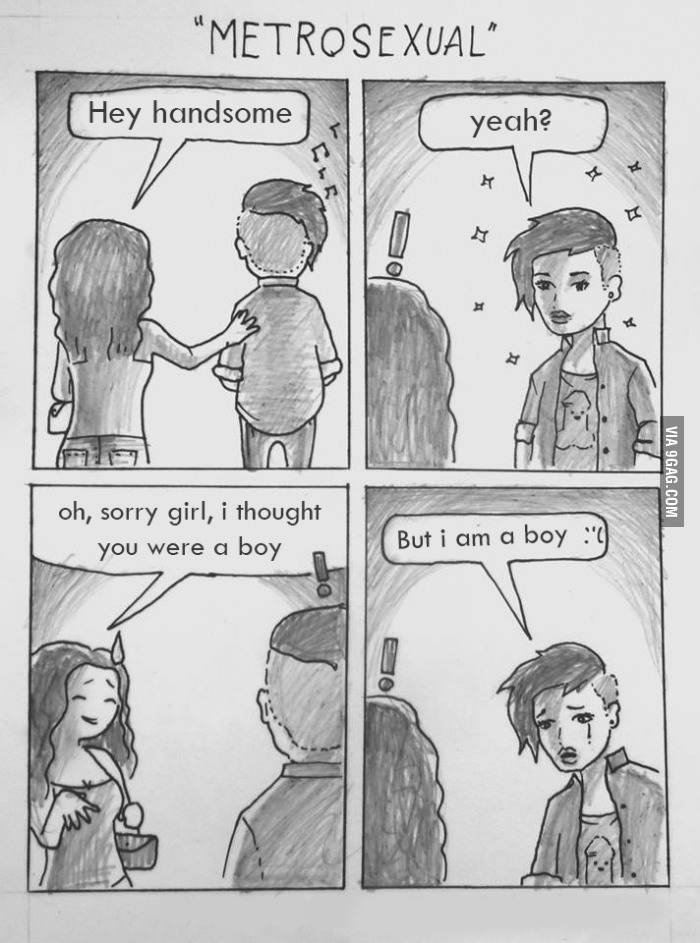 "METROSEXUAL"
Hey handsome
yeah?
!
oh, sorry girl, i thought
you were a boy
!
But i am a boy :'(
!
VIA 9GAG.COM